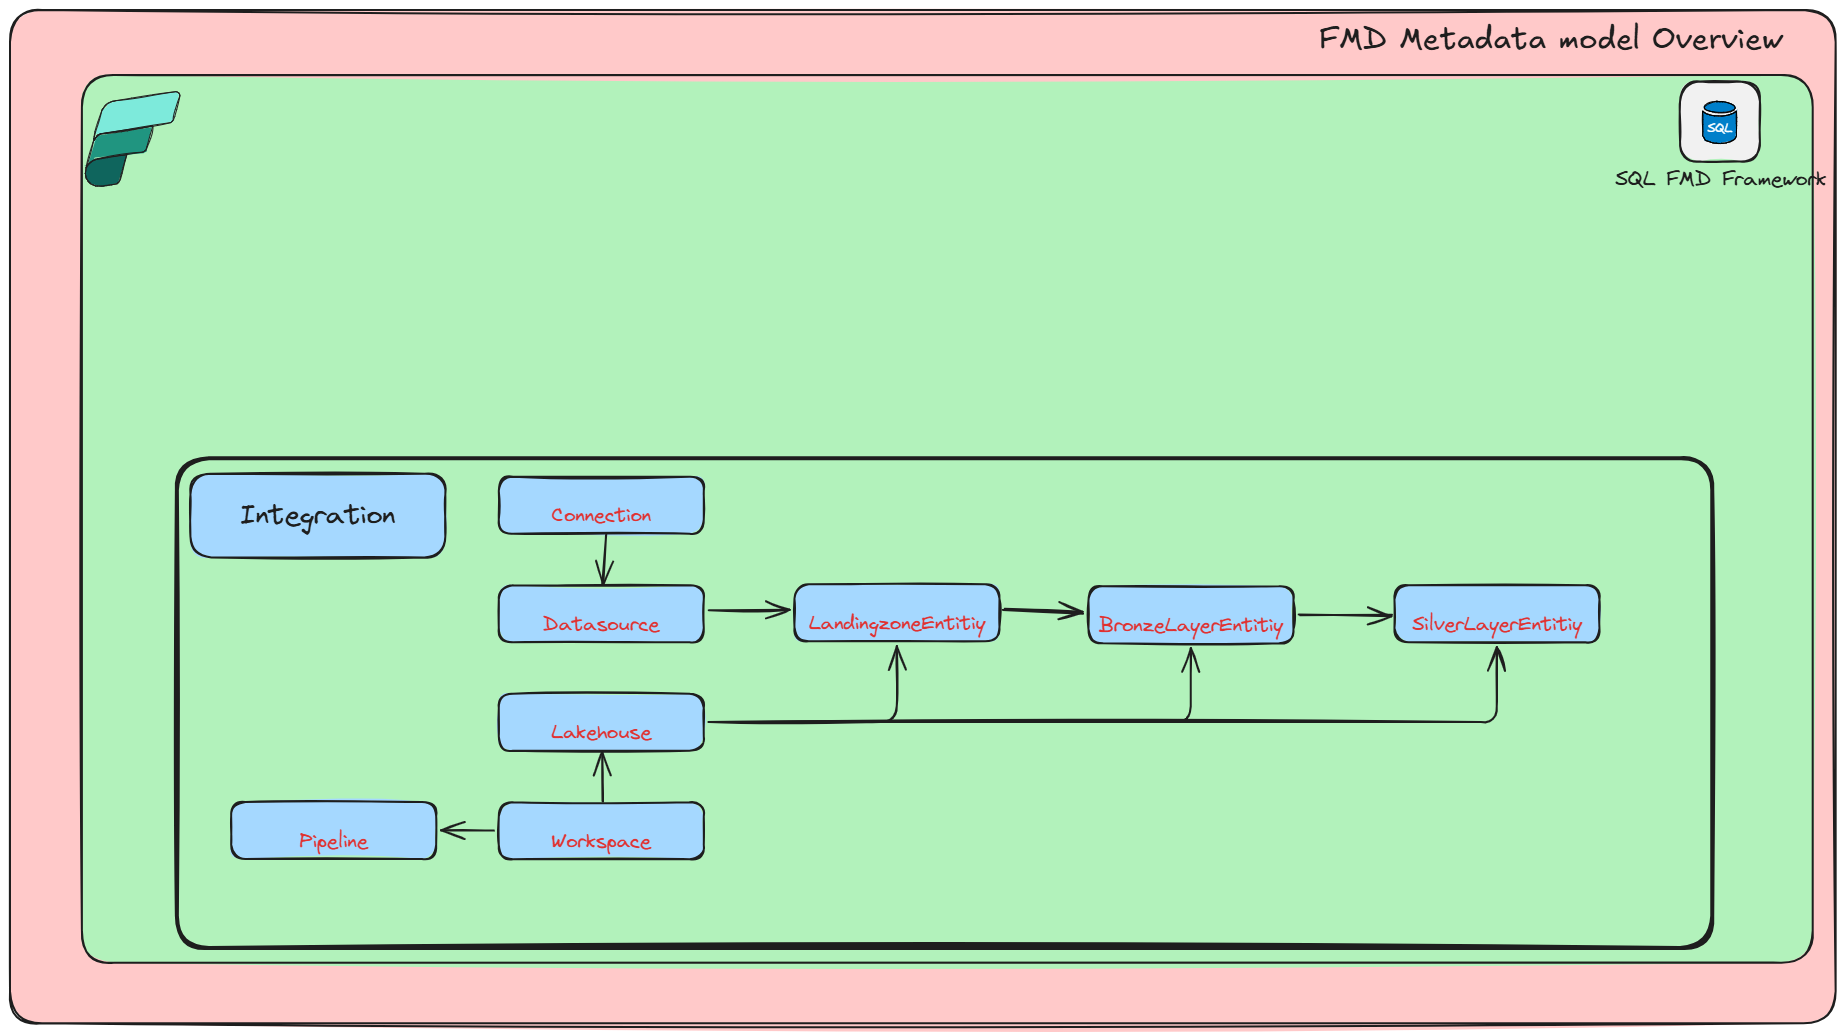 FMD Metadata model Overview
SQL
SQL FMD Framework
Integration
Connection
Datasource
LandingzoneEntitiy
BronzeLayerEntitiy
SilverLayerEntitiy
Lakehouse
Pipeline
Workspace